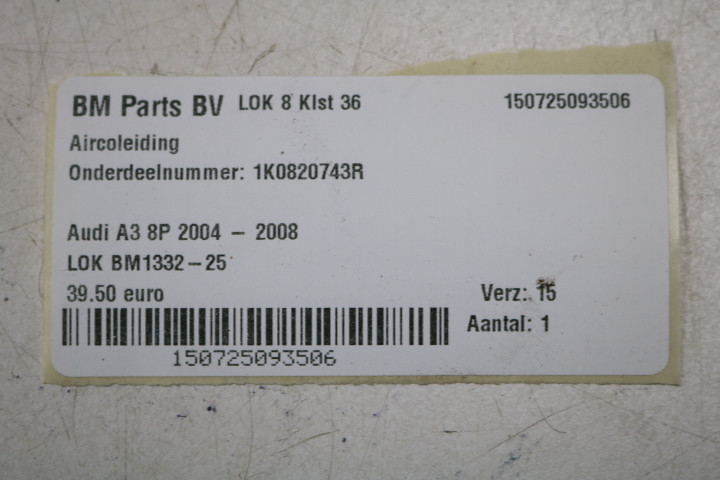 BM Parts BV LOK 8 Klst 36 150725093506
Aircoleiding
Onderdeelnummer: 1K0820743R
Audi A3 8P 2004 – 2008
LOK BM1332-25
39.50 euro Verz: 15
Aantal: 1
150725093506